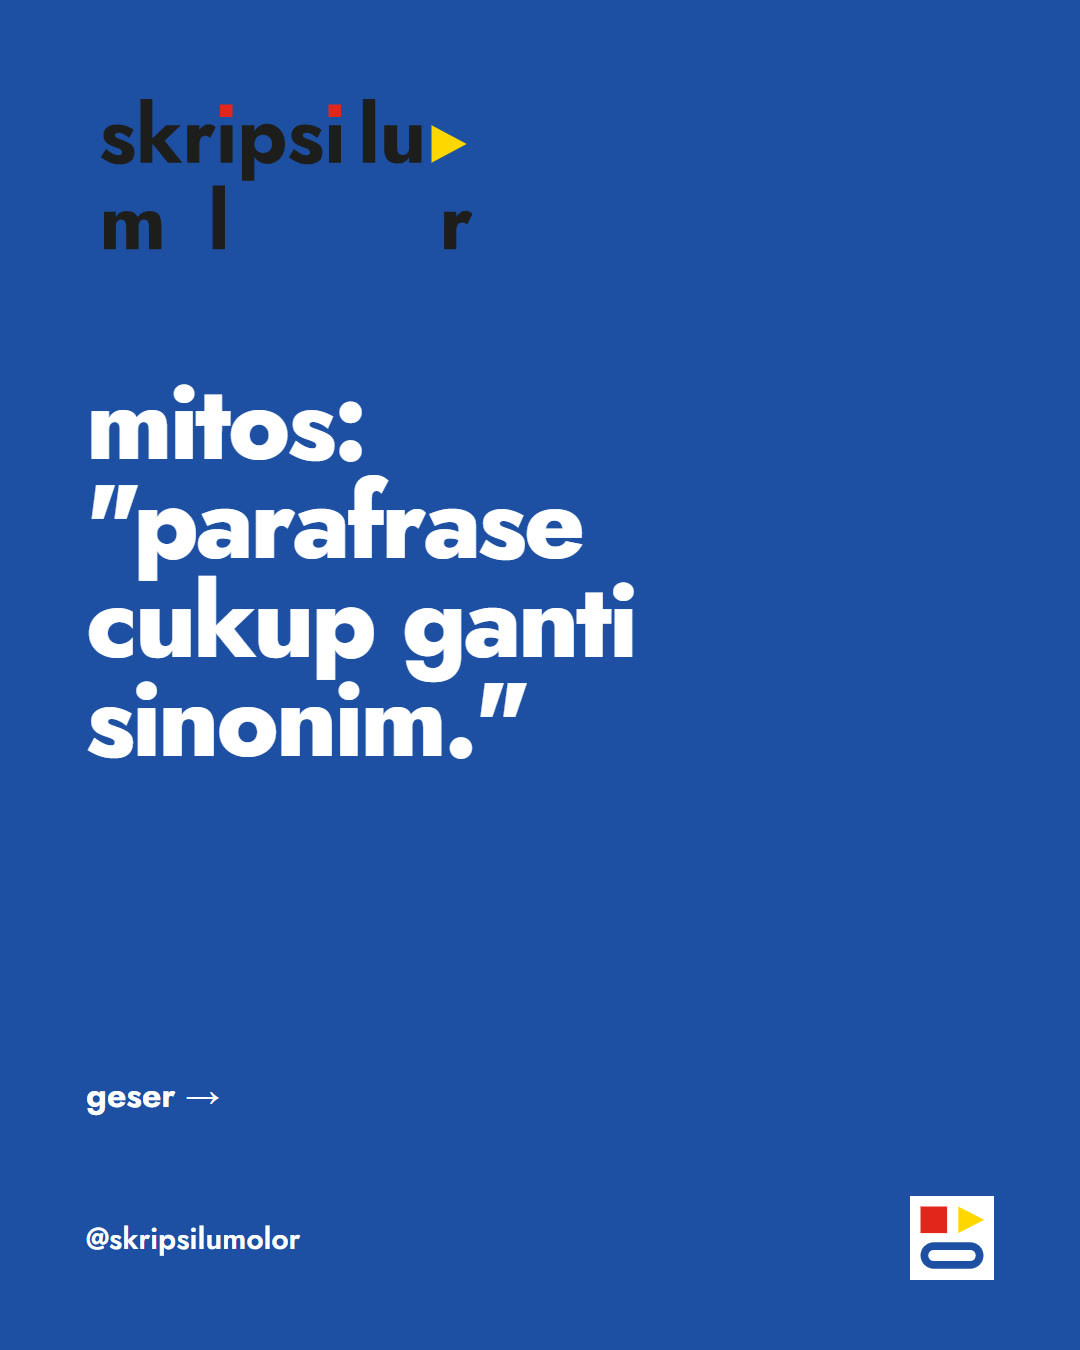 skripsi lu
m l r
mitos:
"parafrase
cukup ganti
sinonim."
geser →
@skripsilumolor